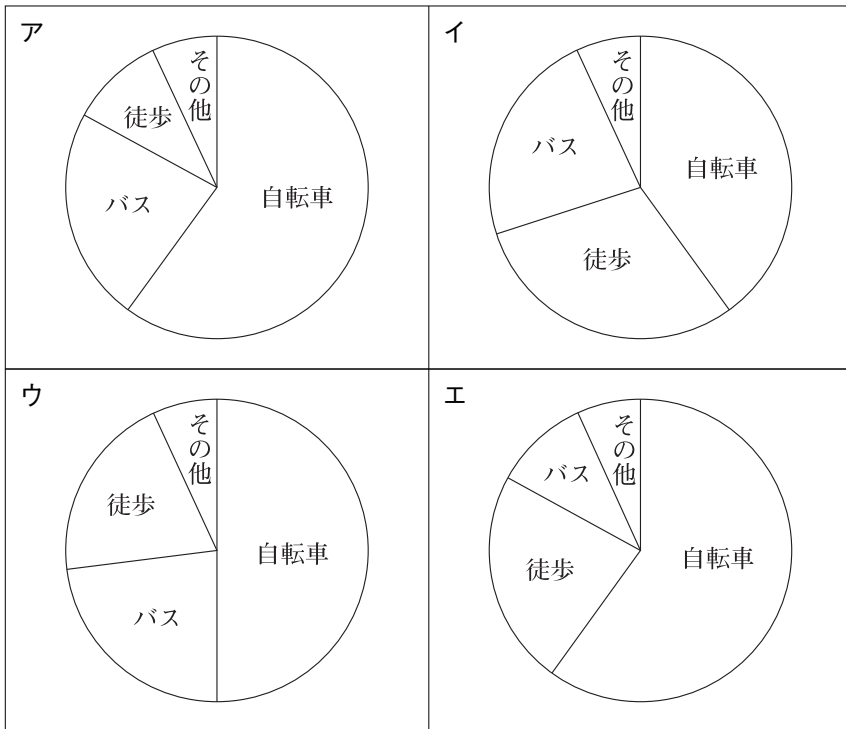 ア
その他
徒歩
バス
自転車
イ
その他
バス
自転車
徒歩
ウ
その他
徒歩
自転車
バス
エ
その他
バス
徒歩
自転車